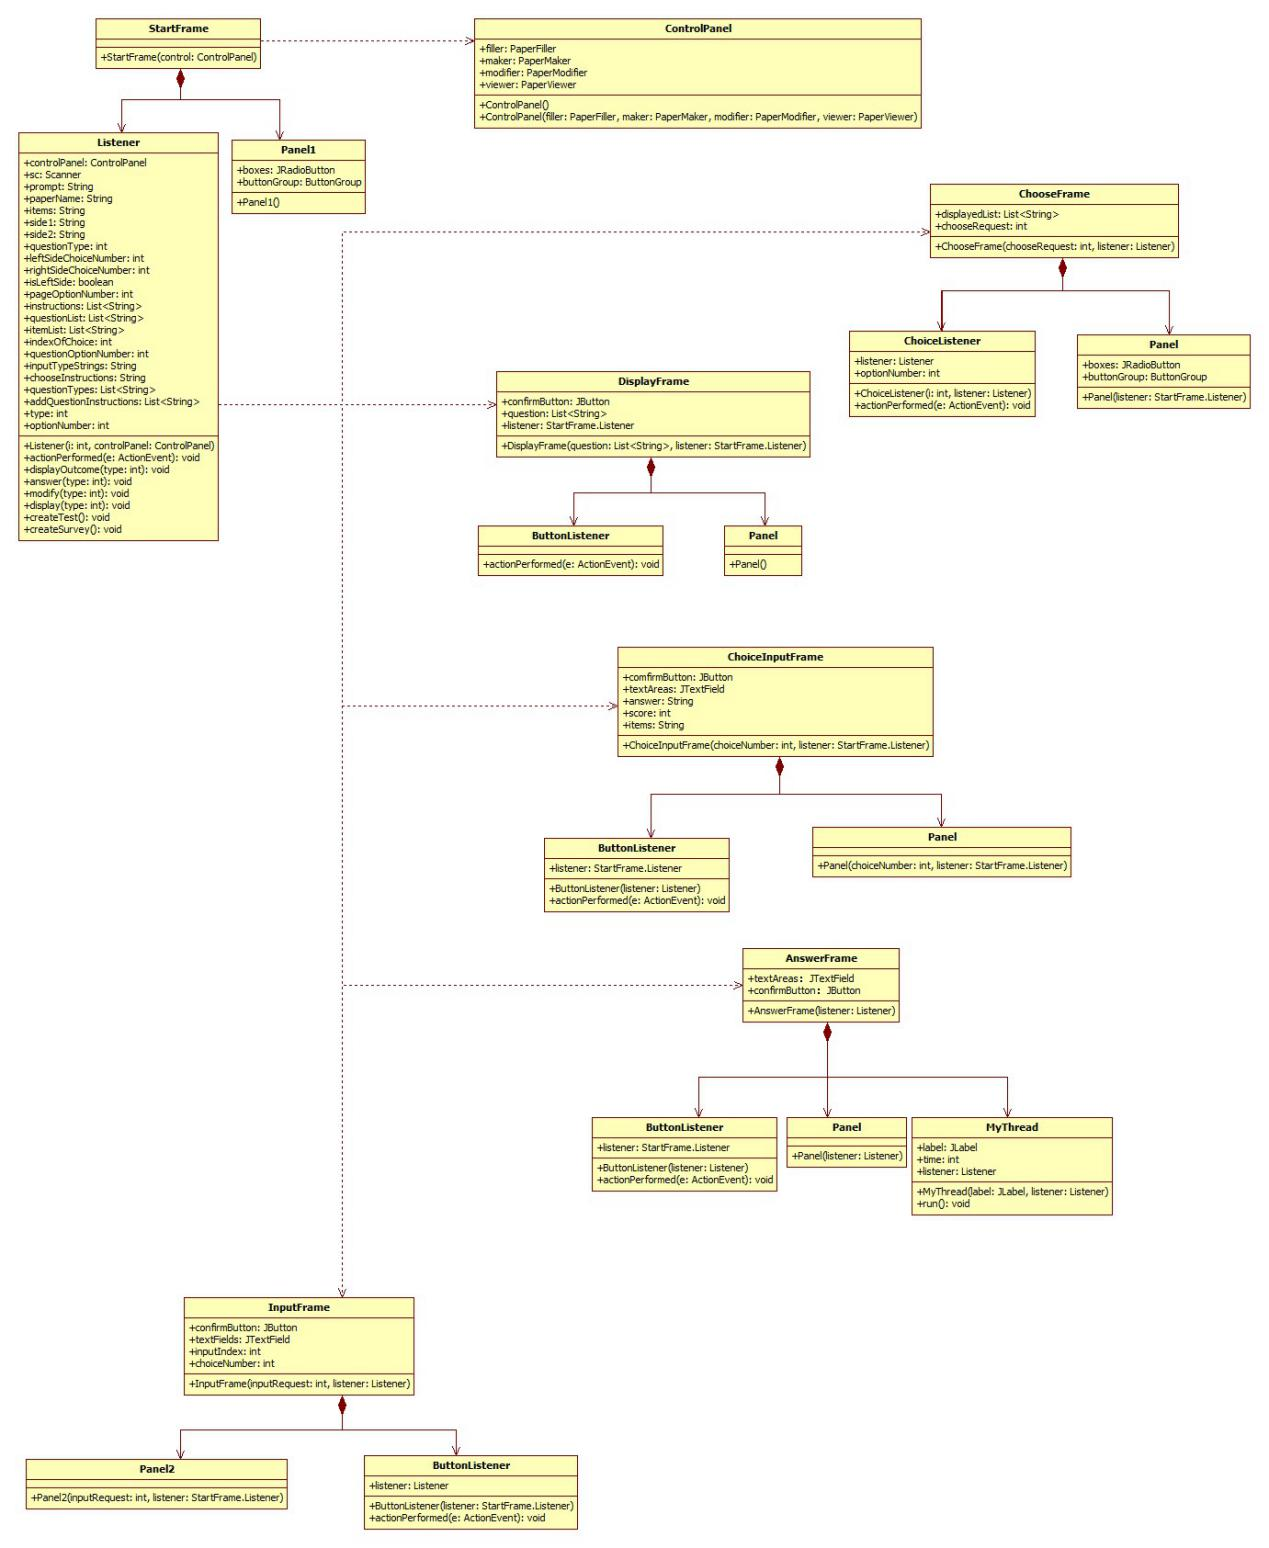 StartFrame
+StartFrame(control: ControlPanel)
ControlPanel
+filler: PaperFiller
+maker: PaperMaker
+modifier: PaperModifier
+viewer: PaperViewer
+ControlPanel()
+ControlPanel(filler: PaperFiller, maker: PaperMaker, modifier: PaperModifier, viewer: PaperViewer)
Listener
+controlPanel: ControlPanel
+sc: Scanner
+prompt: String
+paperName: String
+items: String
+side1: String
+side2: String
+questionType: int
+leftSideChoiceNumber: int
+rightSideChoiceNumber: int
+isLeftSide: boolean
+pageOptionNumber: int
+instructions: List<String>
+questionList: List<String>
+itemList: List<String>
+indexOfChoice: int
+questionOptionNumber: int
+inputTypeStrings: String
+chooseInstructions: String
+questionTypes: List<String>
+addQuestionInstructions: List<String>
+type: int
+optionNumber: int
+Listener(i: int, controlPanel: ControlPanel)
+actionPerformed(e: ActionEvent): void
+displayOutcome(type: int): void
+answer(type: int): void
+modify(type: int): void
+display(type: int): void
+createTest(): void
+createSurvey(): void
Panel1
+boxes: JRadioButton
+buttonGroup: ButtonGroup
+Panel1()
ChooseFrame
+displayedList: List<String>
+chooseRequest: int
+ChooseFrame(chooseRequest: int, listener: Listener)
ChoiceListener
+listener: Listener
+optionNumber: int
+ChoiceListener(i: int, listener: Listener)
+actionPerformed(e: ActionEvent): void
Panel
+boxes: JRadioButton
+buttonGroup: ButtonGroup
+Panel(listener: StartFrame.Listener)
DisplayFrame
+confirmButton: JButton
+question: List<String>
+listener: StartFrame.Listener
+DisplayFrame(question: List<String>, listener: StartFrame.Listener)
ButtonListener
+actionPerformed(e: ActionEvent): void
Panel
+Panel()
ChoiceInputFrame
+comfirmButton: JButton
+textAreas: JTextField
+answer: String
+score: int
+items: String
+ChoiceInputFrame(choiceNumber: int, listener: StartFrame.Listener)
ButtonListener
+listener: StartFrame.Listener
+ButtonListener(listener: Listener)
+actionPerformed(e: ActionEvent): void
Panel
+Panel(choiceNumber: int, listener: StartFrame.Listener)
AnswerFrame
+textAreas: JTextField
+confirmButton: JButton
+AnswerFrame(listener: Listener)
ButtonListener
+listener: StartFrame.Listener
+ButtonListener(listener: Listener)
+actionPerformed(e: ActionEvent): void
Panel
+Panel(listener: Listener)
MyThread
+label: JLabel
+time: int
+listener: Listener
+MyThread(label: JLabel, listener: Listener)
+run(): void
InputFrame
+confirmButton: JButton
+textFields: JTextField
+inputIndex: int
+choiceNumber: int
+InputFrame(inputRequest: int, listener: Listener)
Panel2
+Panel2(inputRequest: int, listener: StartFrame.Listener)
ButtonListener
+listener: Listener
+ButtonListener(listener: StartFrame.Listener)
+actionPerformed(e: ActionEvent): void